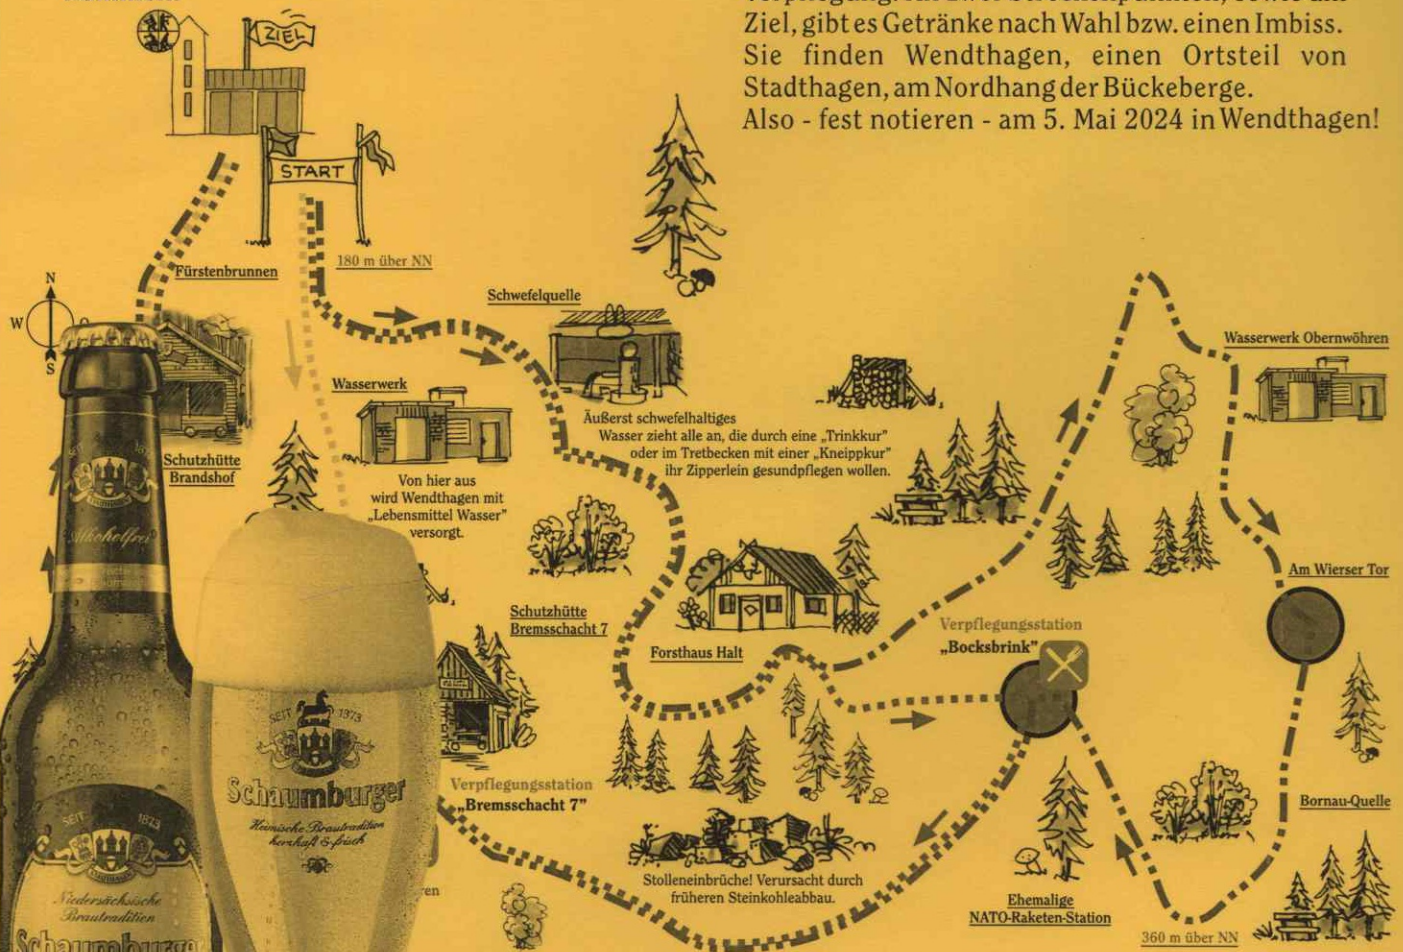 Ziel, gibt es Getränke nach Wahl bzw. einen Imbiss.
Sie finden Wendthagen, einen Ortsteil von
Stadthagen, am Nordhang der Bückeberge.
Also - fest notieren - am 5. Mai 2024 in Wendthagen!
ZIEL
START
180 m über NN
Fürstenbrunnen
N
W
S
Schutzhütte
Brandshof
Wasserwerk
Von hier aus
wird Wendthagen mit
„Lebensmittel Wasser”
versorgt.
Schwefelquelle
Äußerst schwefelhaltiges
Wasser zieht alle an, die durch eine „Trinkkur”
oder im Tretbecken mit einer „Kneippkur”
ihr Zipperlein gesundpflegen wollen.
Wasserwerk Obernwöhren
Am Wierser Tor
Schutzhütte
Bremsschacht 7
Forsthaus Halt
Verpflegungsstation
„Bocksbrink”
Verpflegungsstation
„Bremsschacht 7”
Stolleneinbrüche! Verursacht durch
früheren Steinkohleabbau.
Ehemalige
NATO-Raketen-Station
Bornau-Quelle
360 m über NN
Alkoholfrei
SEIT 1873
Niedersächsische
Brautradition
Schaumburger
SEIT 1873
Schaumburger
Heimische Brautradition
herzhaft & frisch